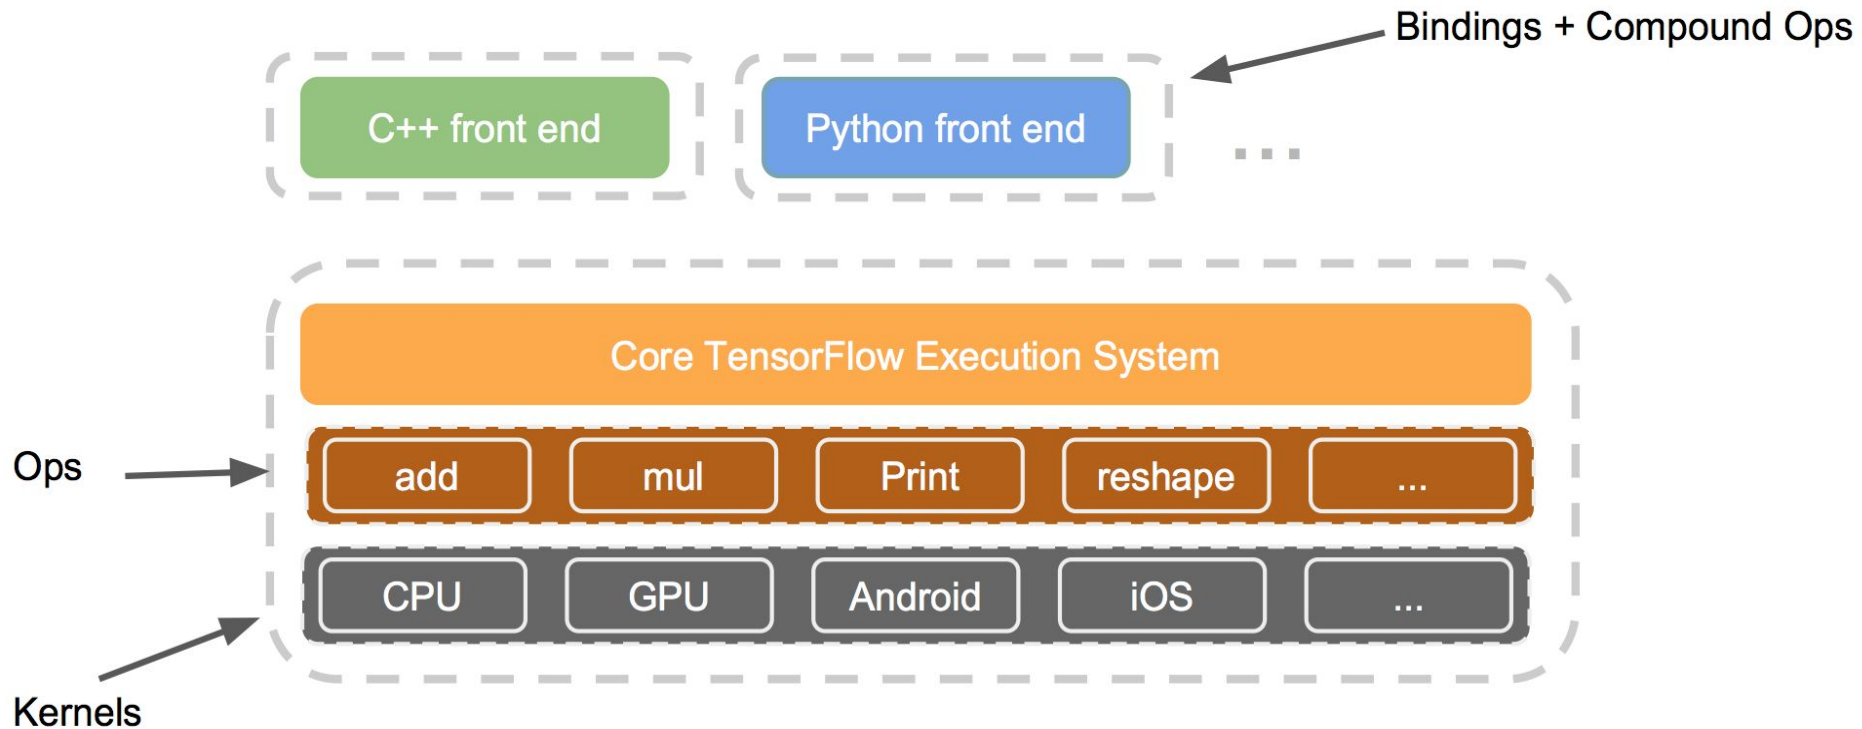 Bindings + Compound Ops
C++ front end
Python front end
...
Core TensorFlow Execution System
Ops
add
mul
Print
reshape
...
CPU
GPU
Android
iOS
...
Kernels